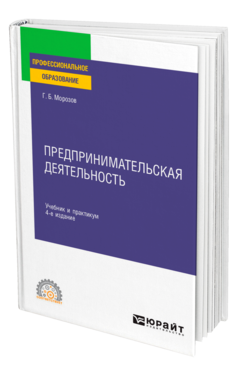 ПРОФЕССИОНАЛЬНОЕ
ОБРАЗОВАНИЕ
Г. Б. Морозов
ПРЕДПРИНИМАТЕЛЬСКАЯ
ДЕЯТЕЛЬНОСТЬ
Учебник и практикум
4-е издание
юрайт